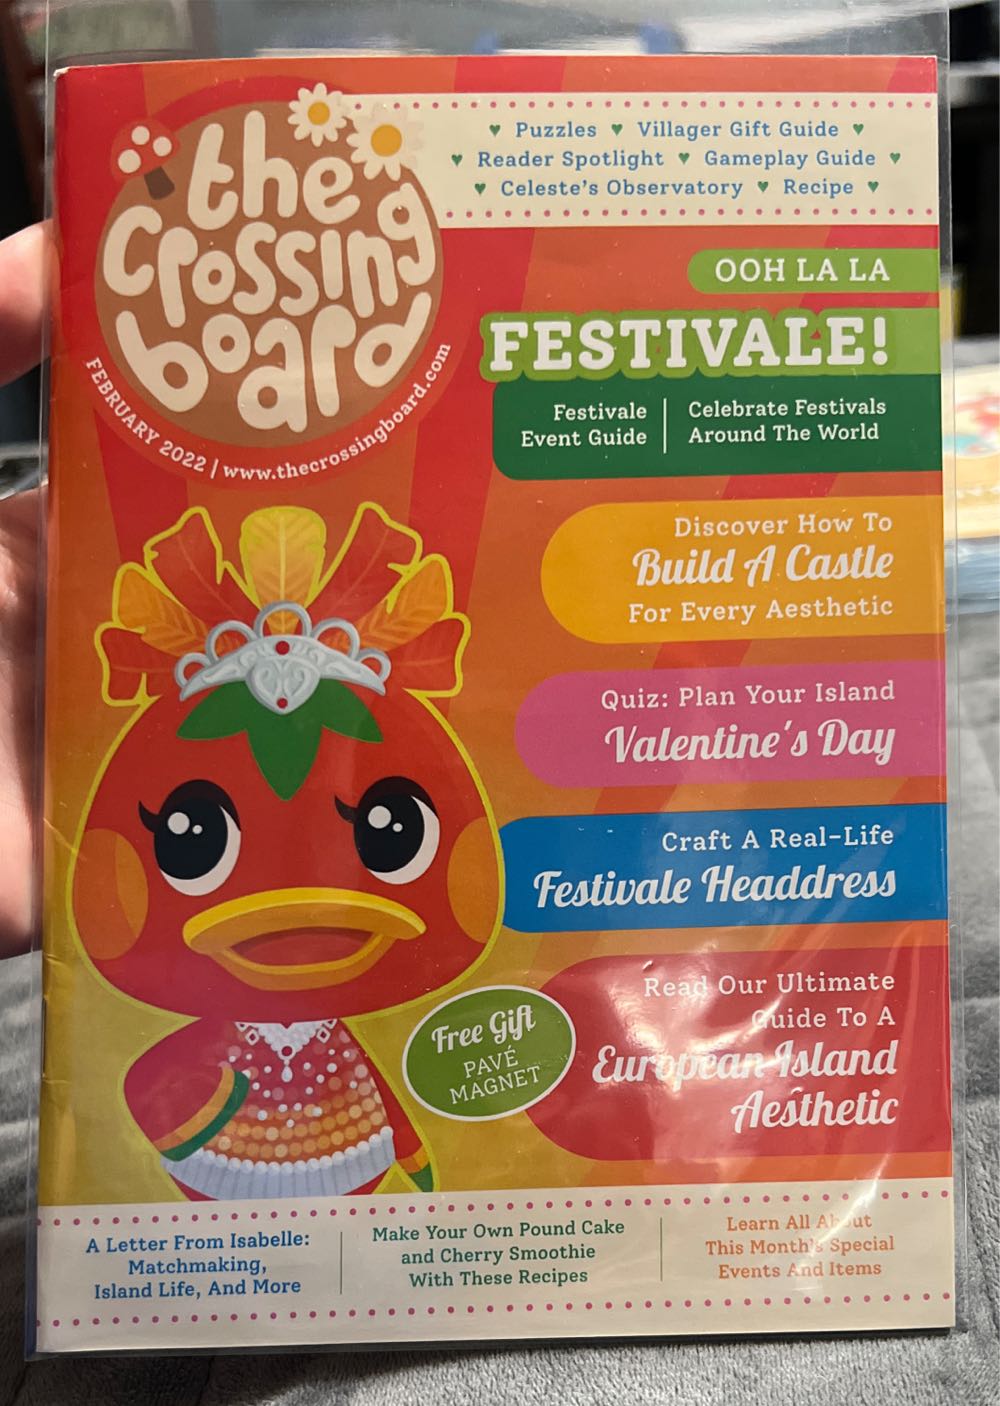 the
crossing
board
FEBRUARY 2022 | www.thecrossingboard.com
♥ Puzzles ♥ Villager Gift Guide ♥
♥ Reader Spotlight ♥ Gameplay Guide ♥
♥ Celeste's Observatory ♥ Recipe ♥
OOH LA LA
FESTIVALE!
Festivale
Event Guide
Celebrate Festivals
Around The World
Discover How To
Build A Castle
For Every Aesthetic
Quiz: Plan Your Island
Valentine's Day
Craft A Real-Life
Festivale Headdress
Read Our Ultimate
Guide To A
European Island
Aesthetic
Free Gift
PAVÉ
MAGNET
A Letter From Isabelle:
Matchmaking,
Island Life, And More
Make Your Own Pound Cake
and Cherry Smoothie
With These Recipes
Learn All About
This Month's Special
Events And Items